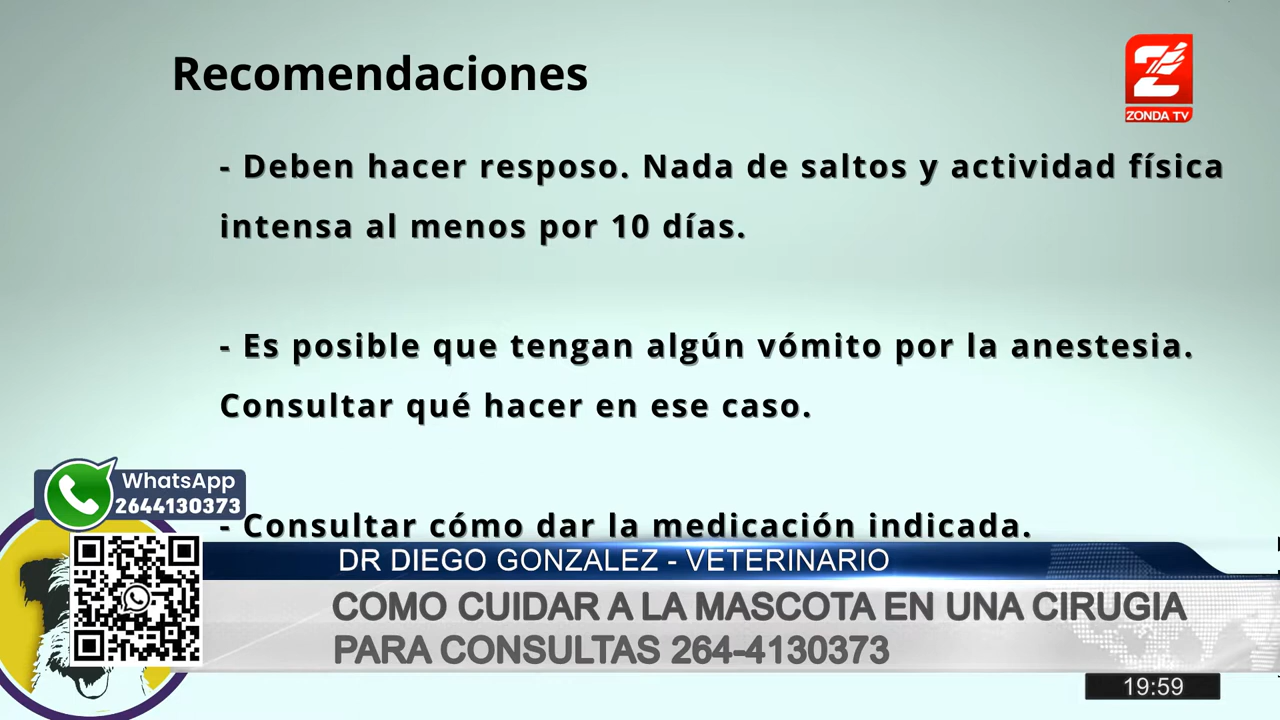 Recomendaciones
ZONDA TV
- Deben hacer resposo. Nada de saltos y actividad física
intensa al menos por 10 días.
- Es posible que tengan algún vómito por la anestesia.
Consultar qué hacer en ese caso.
WhatsApp
2644130373
- Consultar cómo dar la medicación indicada.
DR DIEGO GONZALEZ - VETERINARIO
COMO CUIDAR A LA MASCOTA EN UNA CIRUGIA
PARA CONSULTAS 264-4130373
19:59